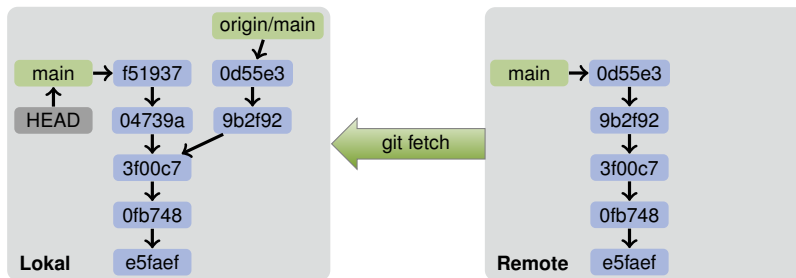 origin/main
main
f51937
0d55e3
HEAD
04739a
9b2f92
3f00c7
0fb748
Lokal
e5faef
git fetch
main
0d55e3
9b2f92
3f00c7
0fb748
Remote
e5faef